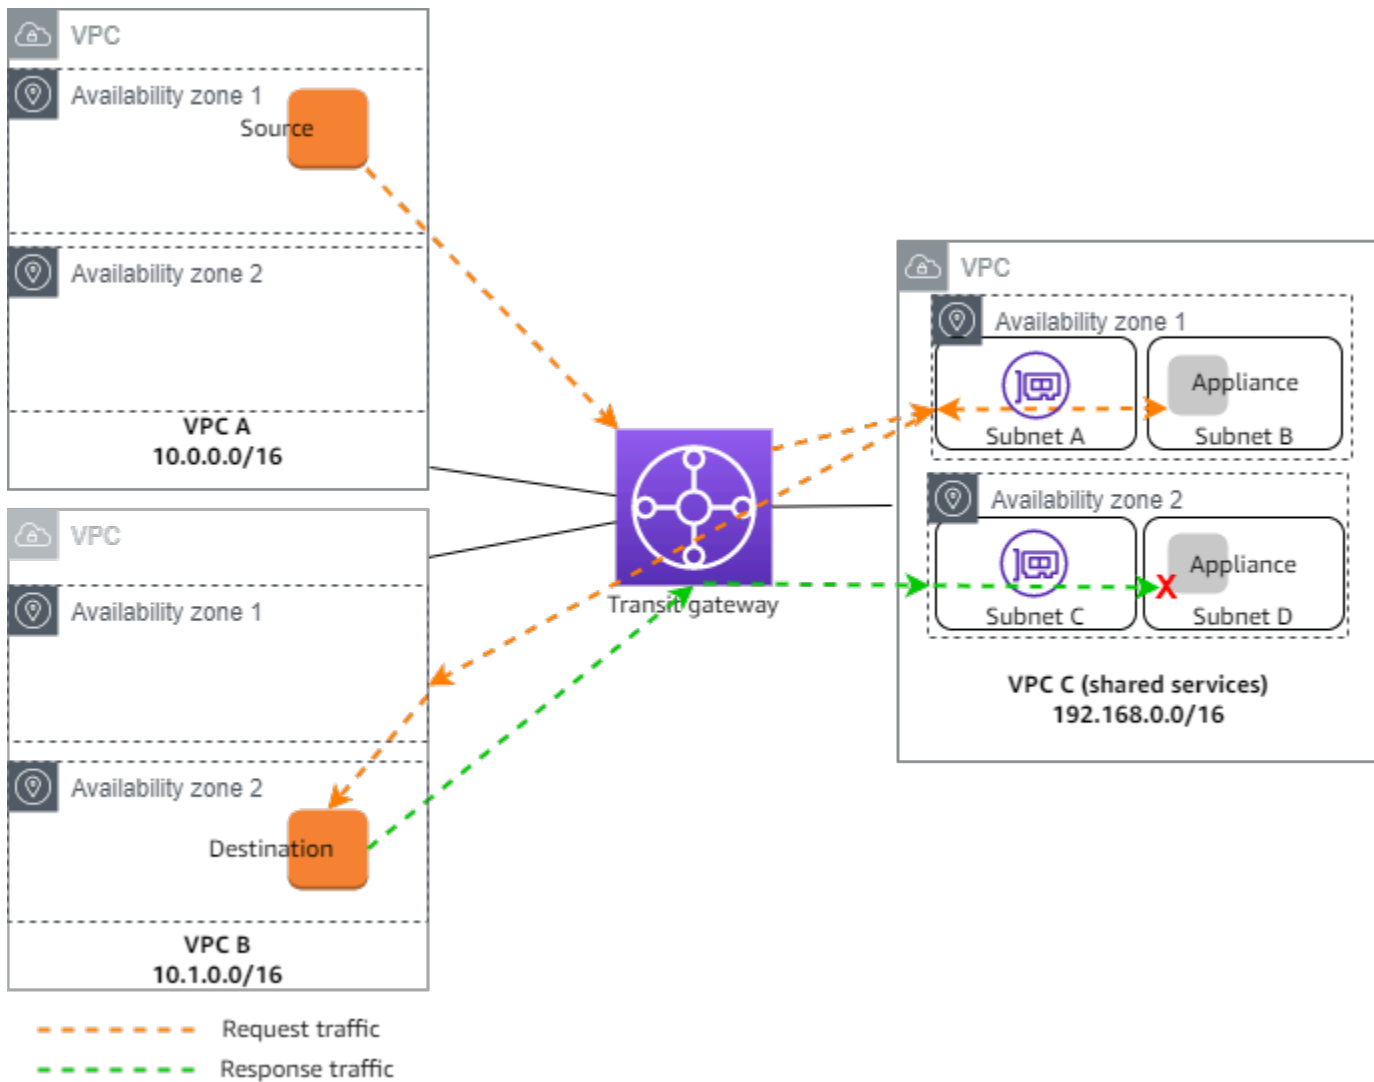 VPC
Availability zone 1
Source
Availability zone 2
VPC A
10.0.0.0/16
VPC
Availability zone 1
Availability zone 2
Destination
VPC B
10.1.0.0/16
Transit gateway
VPC
Availability zone 1
Appliance
Subnet A
Subnet B
Availability zone 2
Appliance
X
Subnet C
Subnet D
VPC C (shared services)
192.168.0.0/16
Request traffic
Response traffic